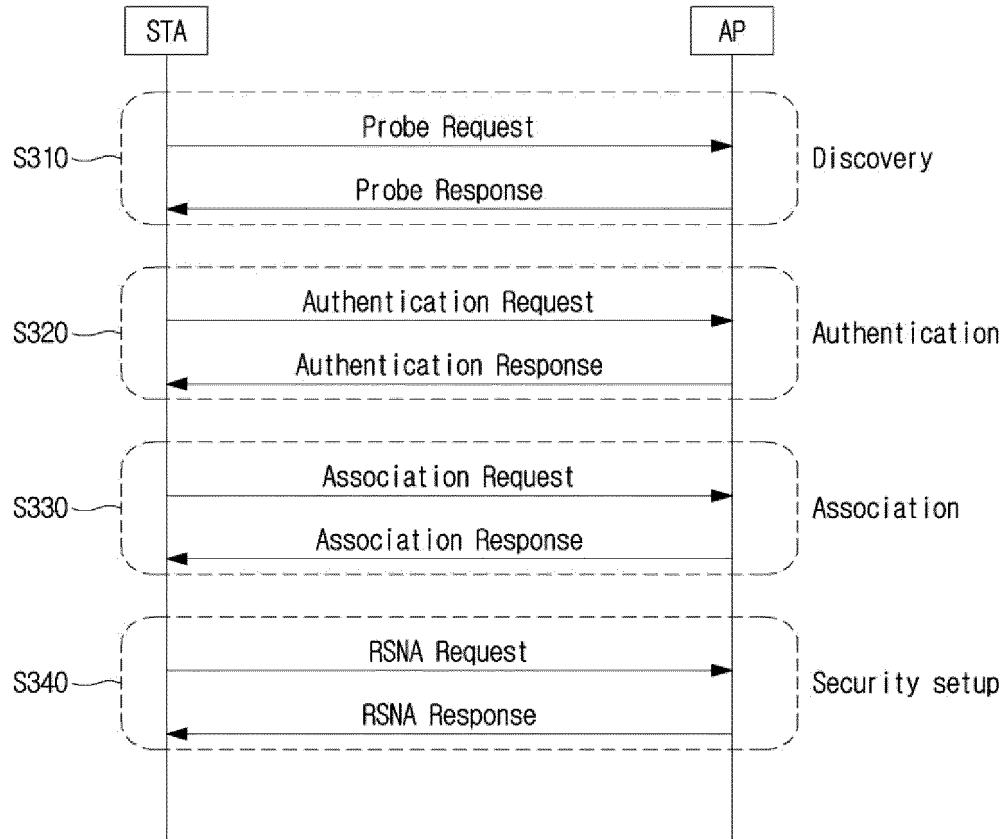 STA
AP
Probe Request
S310
Discovery
Probe Response
Authentication Request
S320
Authentication
Authentication Response
Association Request
S330
Association
Association Response
RSNA Request
S340
Security setup
RSNA Response